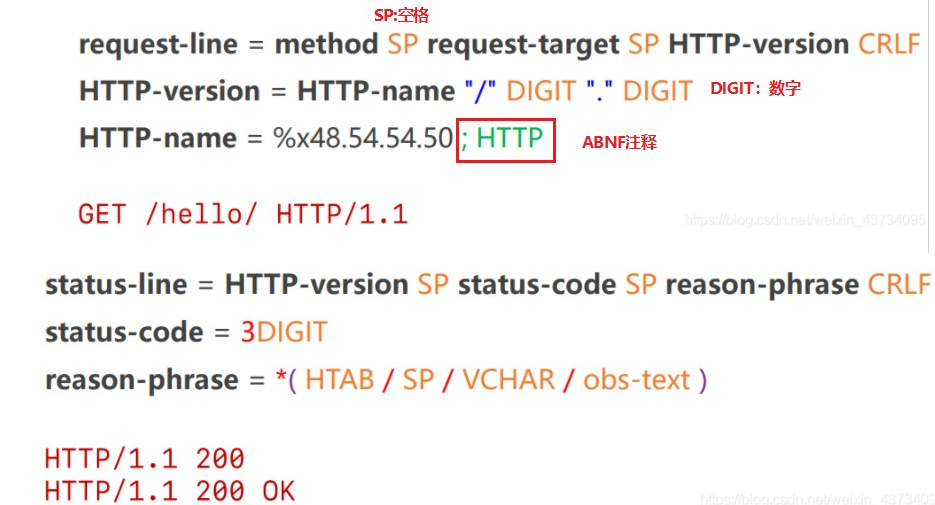 SP:空格
request-line = method SP request-target SP HTTP-version CRLF
HTTP-version = HTTP-name "/" DIGIT "." DIGIT
DIGIT：数字
HTTP-name = %x48.54.54.50 ; HTTP
ABNF注释
GET /hello/ HTTP/1.1
https://blog.csdn.net/weixin_43734095
status-line = HTTP-version SP status-code SP reason-phrase CRLF
status-code = 3DIGIT
reason-phrase = *( HTAB / SP / VCHAR / obs-text )
HTTP/1.1 200
HTTP/1.1 200 OK
https://blog.csdn.net/weixin_4373409